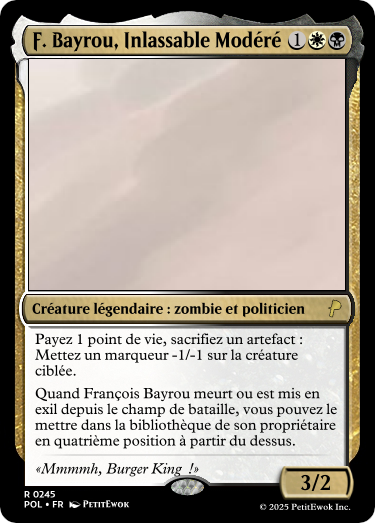 F. Bayrou, Inlassable Modéré 1
Créature légendaire : zombie et politicien
Payez 1 point de vie, sacrifiez un artefact :
Mettez un marqueur -1/-1 sur la créature
ciblée.
Quand François Bayrou meurt ou est mis en
exil depuis le champ de bataille, vous pouvez le
mettre dans la bibliothèque de son propriétaire
en quatrième position à partir du dessus.
«Mmmmh, Burger King !»
3/2
R 0245
POL • FR PetitEwok
© 2025 PetitEwok Inc.